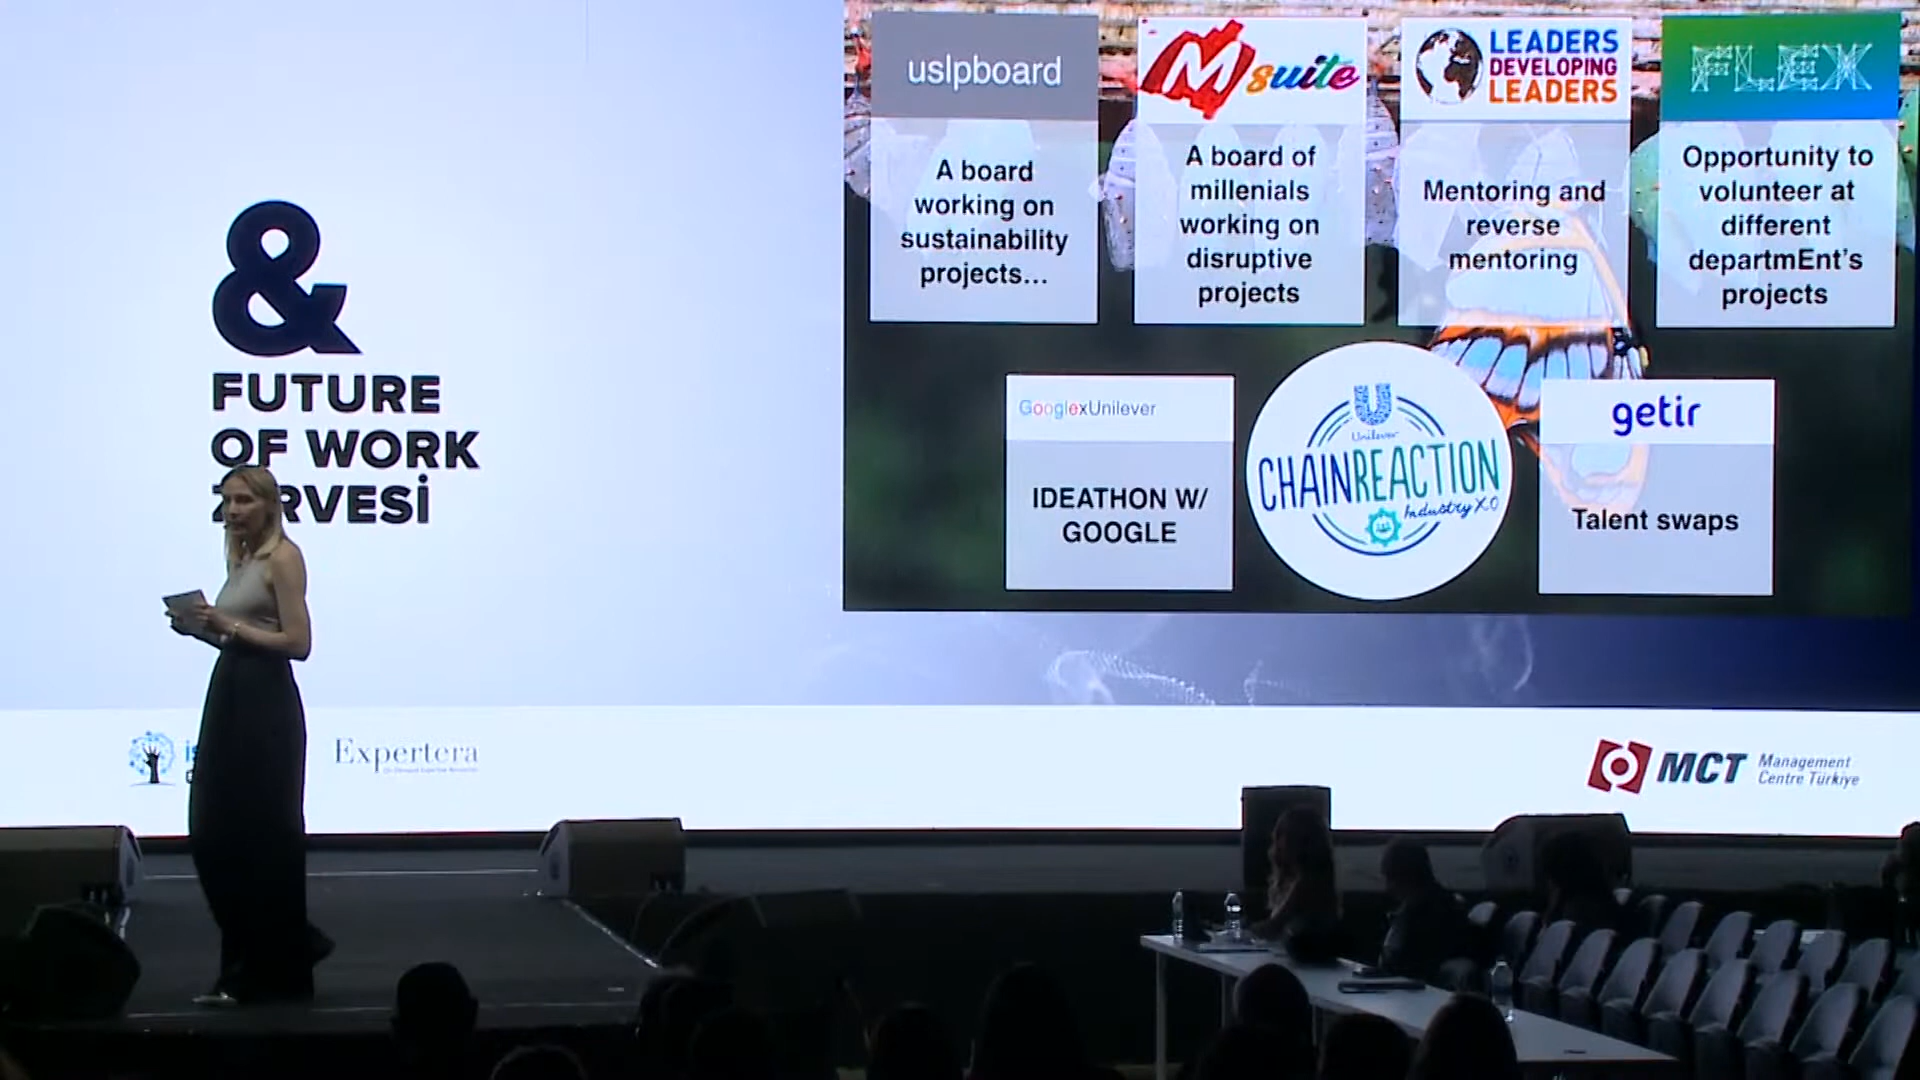 &
FUTURE
OF WORK
RVESİ
uslpboard
A board
working on
sustainability
projects...
M suite
A board of
millenials
working on
disruptive
projects
LEADERS
DEVELOPING
LEADERS
Mentoring and
reverse
mentoring
FLEX
Opportunity to
volunteer at
different
departmEnt's
projects
GooglexUnilever
IDEATHON W/
GOOGLE
U
Unilever
CHAINREACTION
Industry X.0
getir
Talent swaps
Expertera
MCT
Management
Centre Türkiye